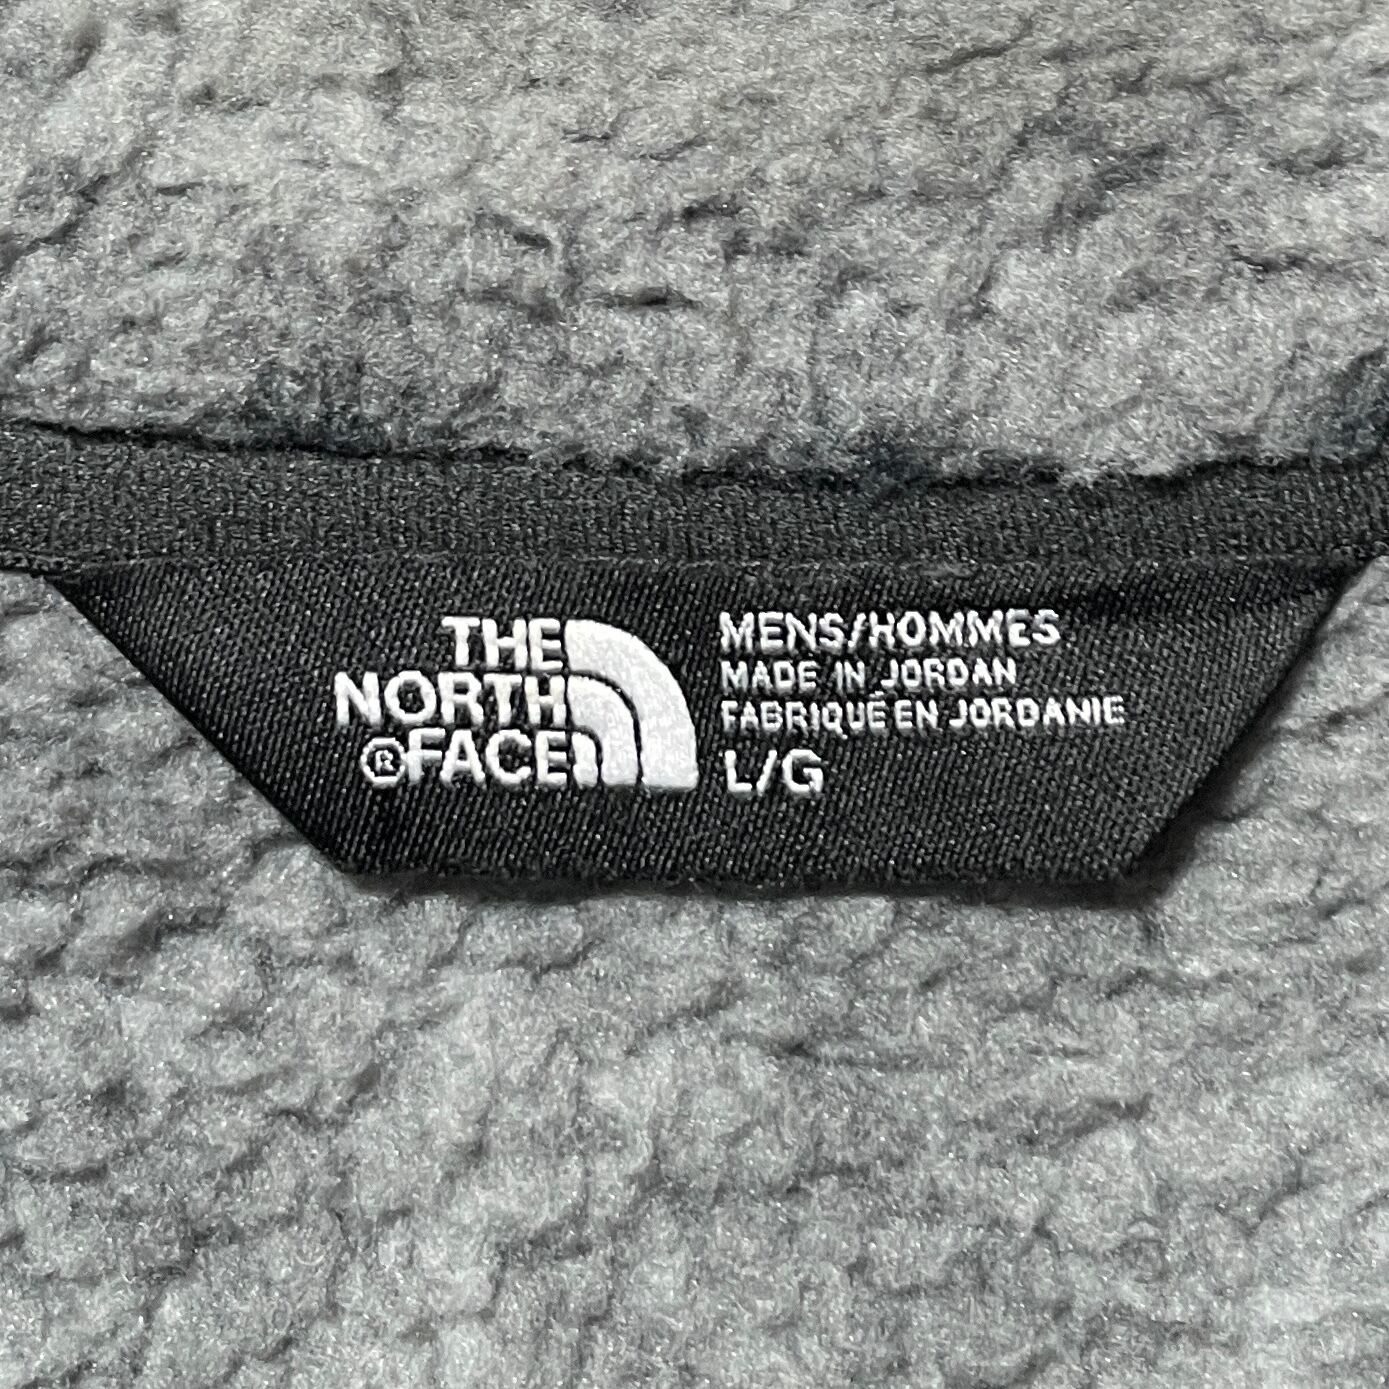 THE
NORTH
®FACE
MENS/HOMMES
MADE IN JORDAN
FABRIQUÉ EN JORDANIE
L/G